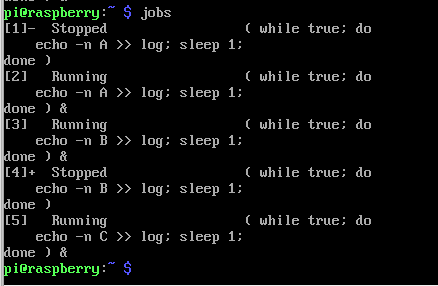 pi@raspberry:~ $ jobs
[1]-  Stopped                 ( while true; do
    echo -n A >> log; sleep 1;
done )
[2]   Running                 ( while true; do
    echo -n A >> log; sleep 1;
done ) &
[3]   Running                 ( while true; do
    echo -n B >> log; sleep 1;
done ) &
[4]+  Stopped                 ( while true; do
    echo -n B >> log; sleep 1;
done )
[5]   Running                 ( while true; do
    echo -n C >> log; sleep 1;
done ) &
pi@raspberry:~ $